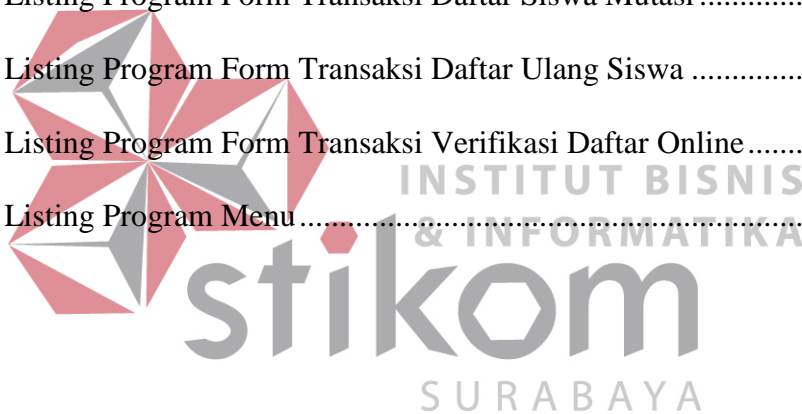 Listing Program Form Transaksi Daftar Siswa Mutasi.............
Listing Program Form Transaksi Daftar Ulang Siswa ..............
Listing Program Form Transaksi Verifikasi Daftar Online.......
INSTITUT BISNIS
Listing Program Menu................................................................
& INFORMATIKA
stikom
SURABAYA